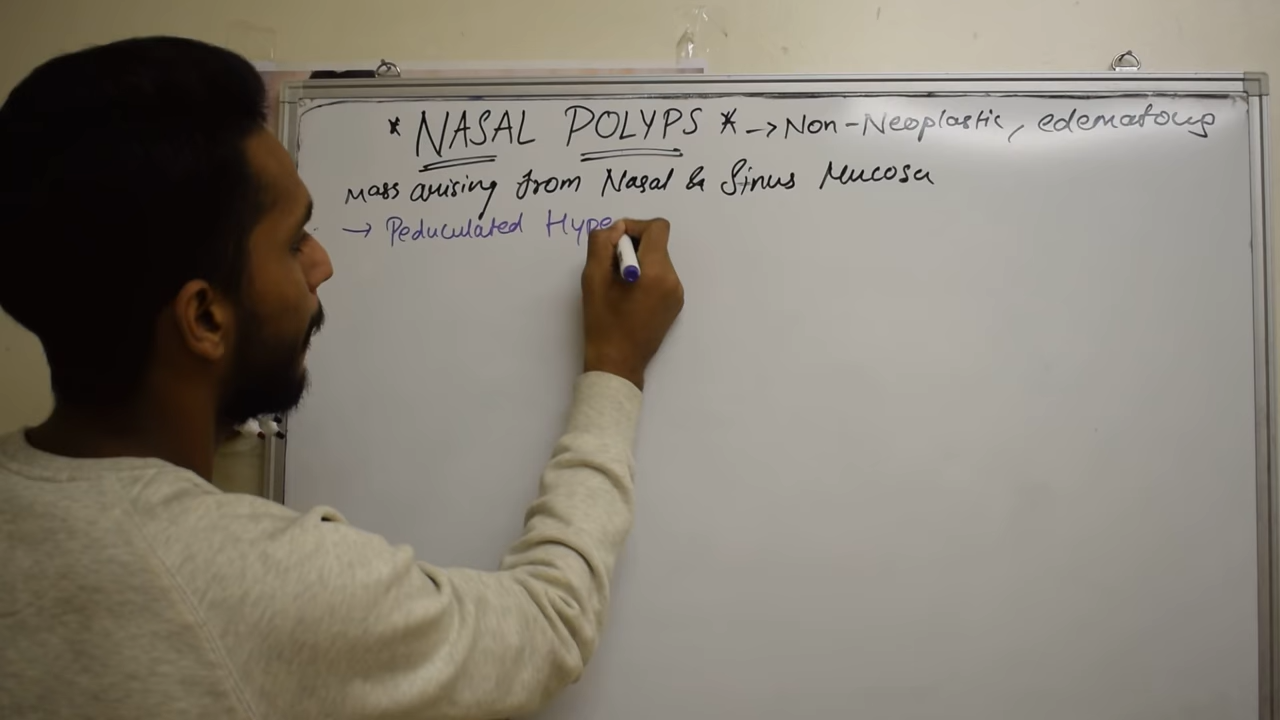 * NASAL POLYPS * -> Non-Neoplastic, edematous
mass arising from Nasal & Sinus Mucosa
-> Peduculated Hype